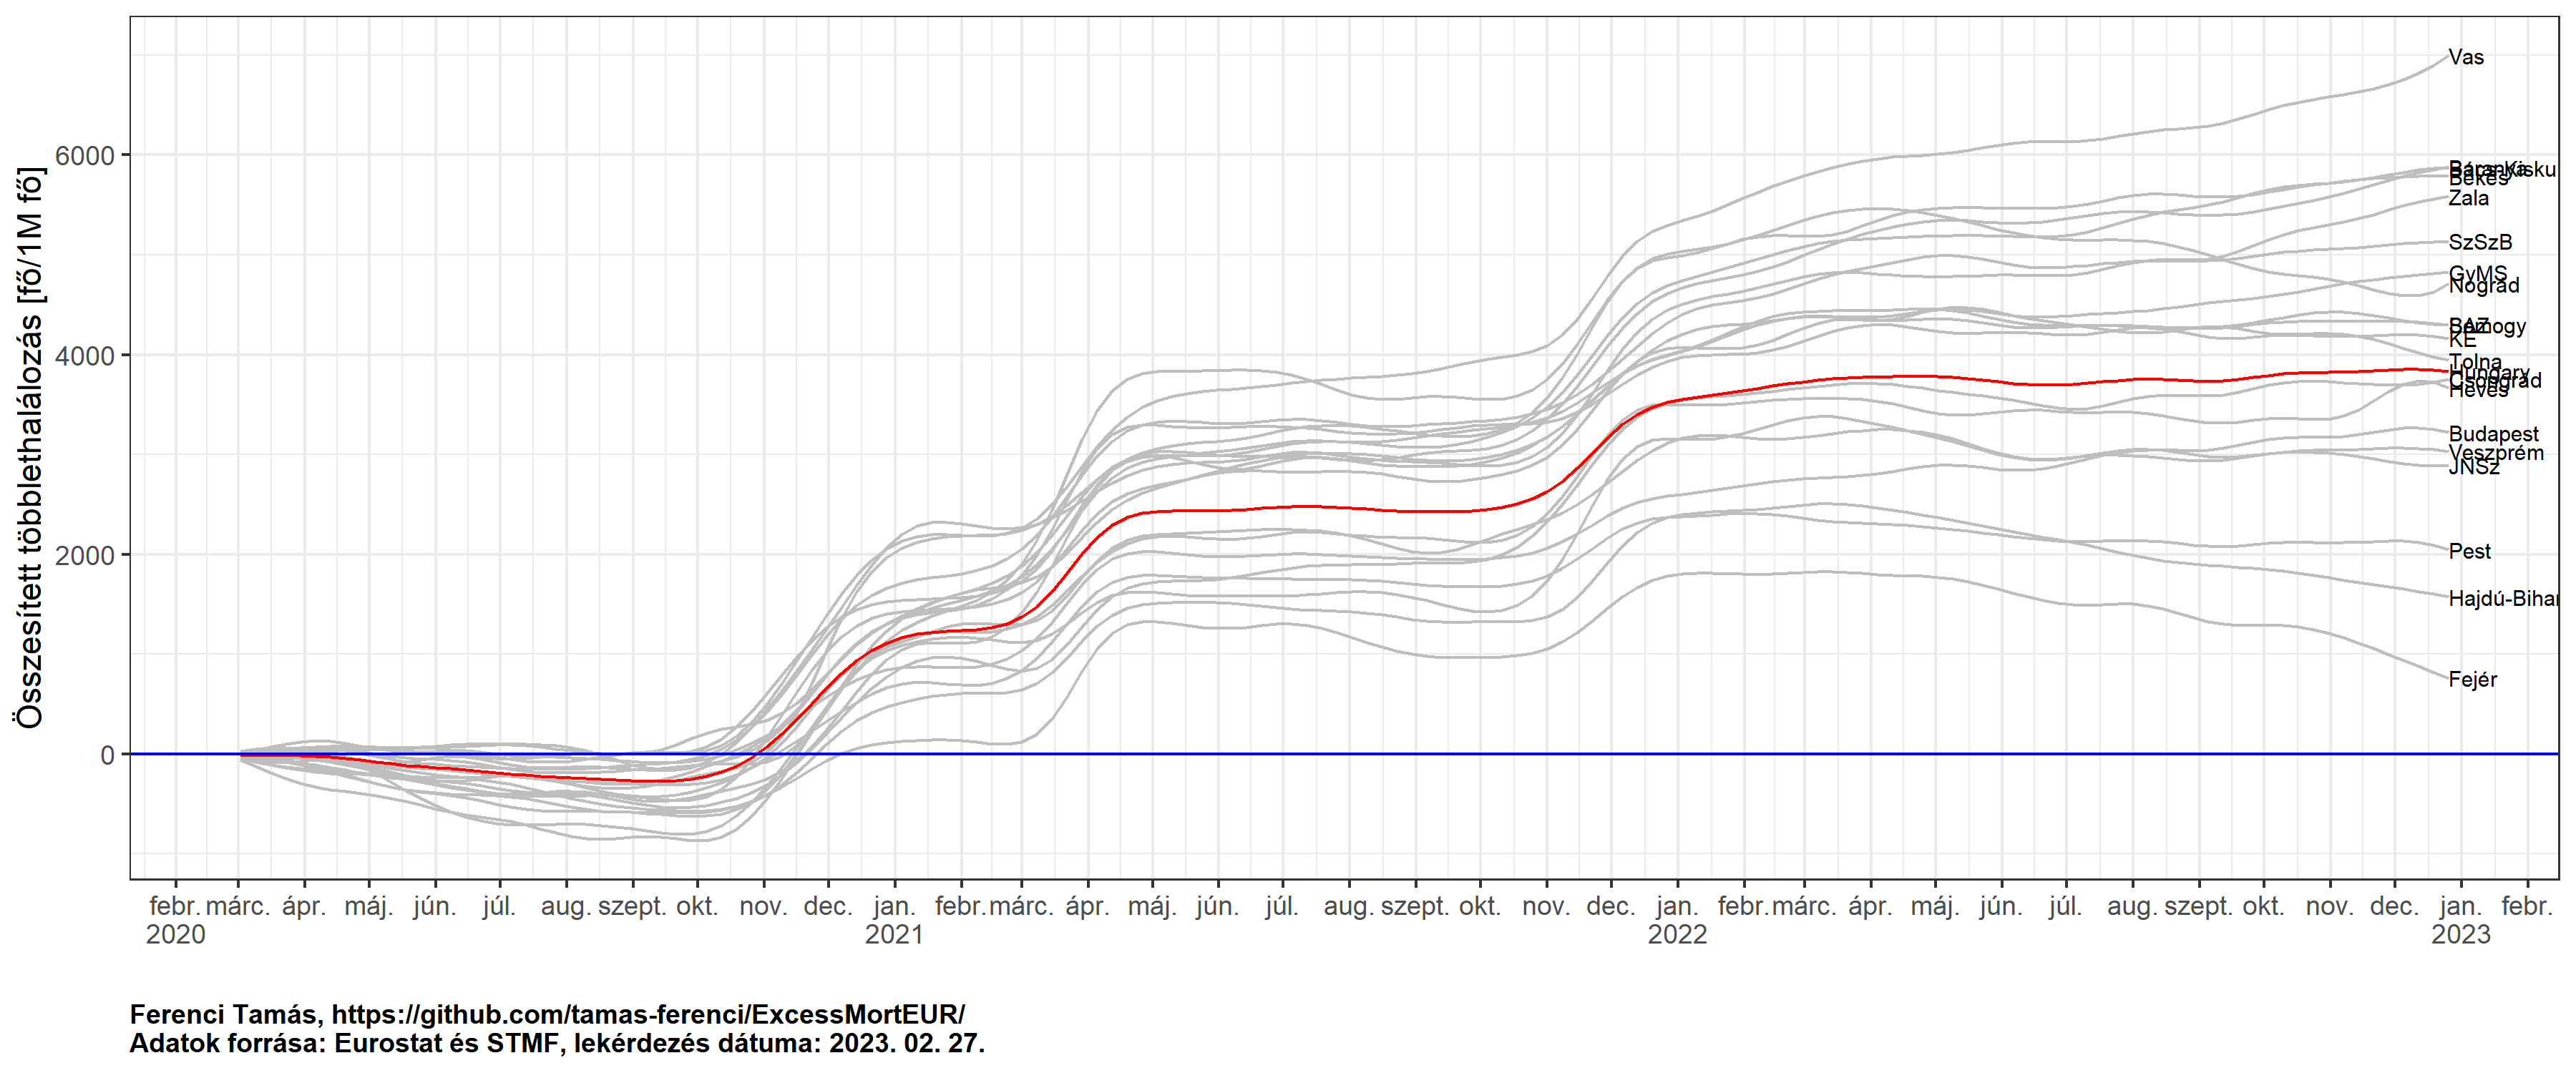 Összesített többlethalálozás [fő/1M fő]
6000
4000
2000
0
Vas
Baranya
Békés
Zala
SzSzB
GyMS
Nógrád
BAZ
Somogy
KE
Tolna
Hungary
Csongrád
Heves
Budapest
Veszprém
JNSz
Pest
Hajdú-Bihar
Fejér
febr. márc. ápr. máj. jún. júl. aug. szept. okt. nov. dec. jan. febr. márc. ápr. máj. jún. júl. aug. szept. okt. nov. dec. jan. febr. márc. ápr. máj. jún. júl. aug. szept. okt. nov. dec. jan. febr.
2020 2021 2022 2023
Ferenci Tamás, https://github.com/tamas-ferenci/ExcessMortEUR/
Adatok forrása: Eurostat és STMF, lekérdezés dátuma: 2023. 02. 27.